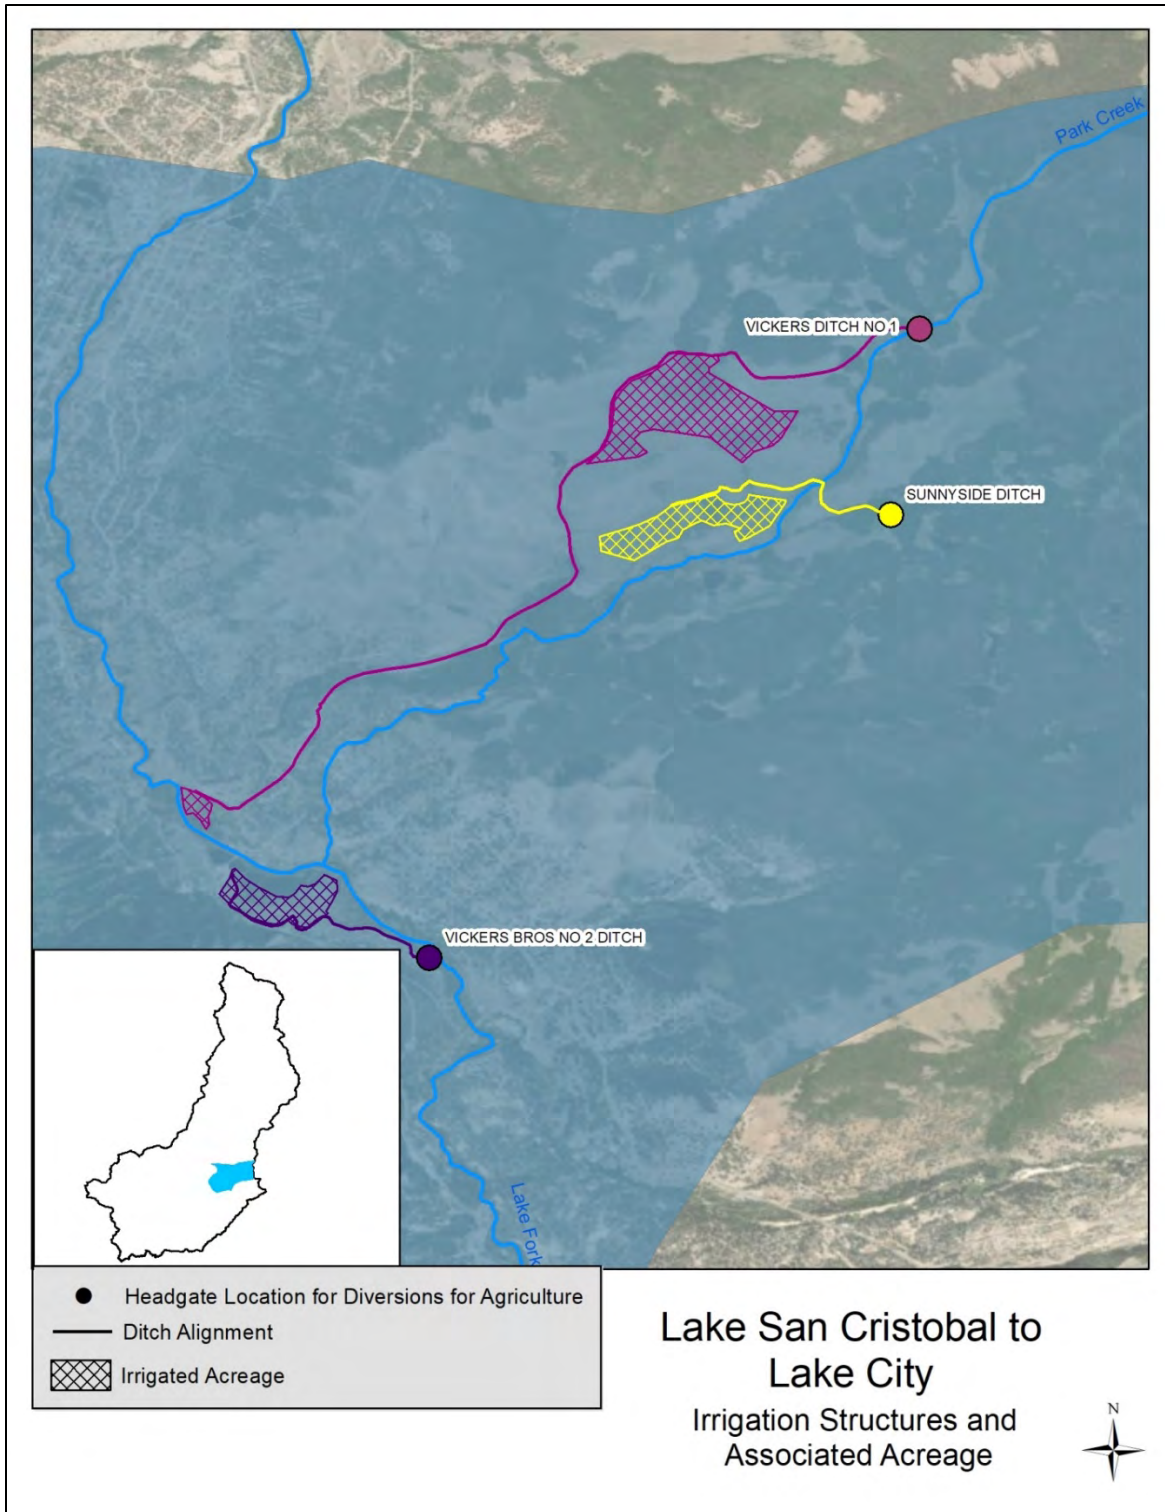 Park Creek
VICKERS DITCH NO 1
SUNNYSIDE DITCH
VICKERS BROS NO 2 DITCH
Lake Fork
Headgate Location for Diversions for Agriculture
Ditch Alignment
Irrigated Acreage
Lake San Cristobal to
Lake City
Irrigation Structures and
Associated Acreage
N